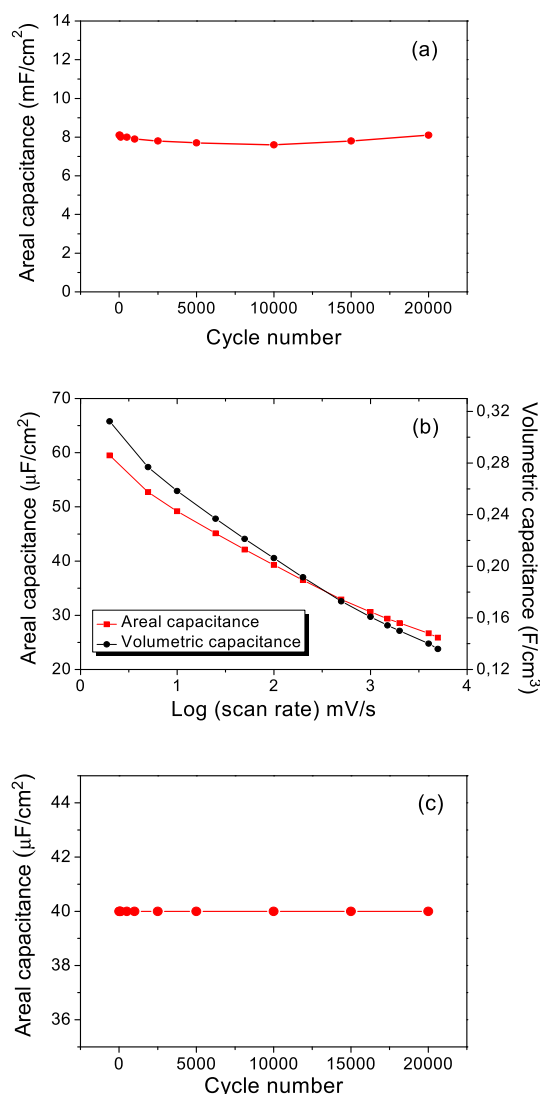 14
12
10
8
6
4
2
0
Areal capacitance (mF/cm²)
(a)
0 5000 10000 15000 20000
Cycle number
70
60
50
40
30
20
Areal capacitance (μF/cm²)
(b)
0,32
0,28
0,24
0,20
0,16
0,12
Volumetric capacitance (F/cm³)
Areal capacitance
Volumetric capacitance
0 1 2 3 4
Log (scan rate) mV/s
44
42
40
38
36
Areal capacitance (μF/cm²)
(c)
0 5000 10000 15000 20000
Cycle number